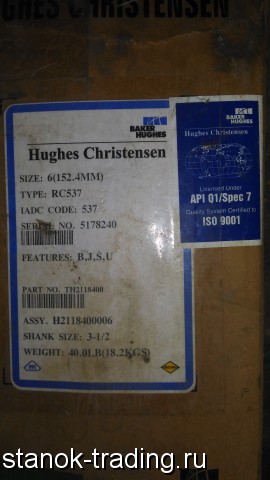 HUGHES CHRISTENSEN
BAKER
HUGHES
Hughes Christensen
SIZE: 6(152.4MM)
TYPE: RC537
IADC CODE: 537
SERIAL NO. 5178240
FEATURES: B,J,S,U
PART NO. TH2118400
ASSY. H2118400006
SHANK SIZE: 3-1/2
WEIGHT: 40.0LB(18.2KGS)
BAKER
HUGHES
Hughes Christensen
Licensed Under
API Q1/Spec 7
Quality System Certified to
ISO 9001
stanok-trading.ru